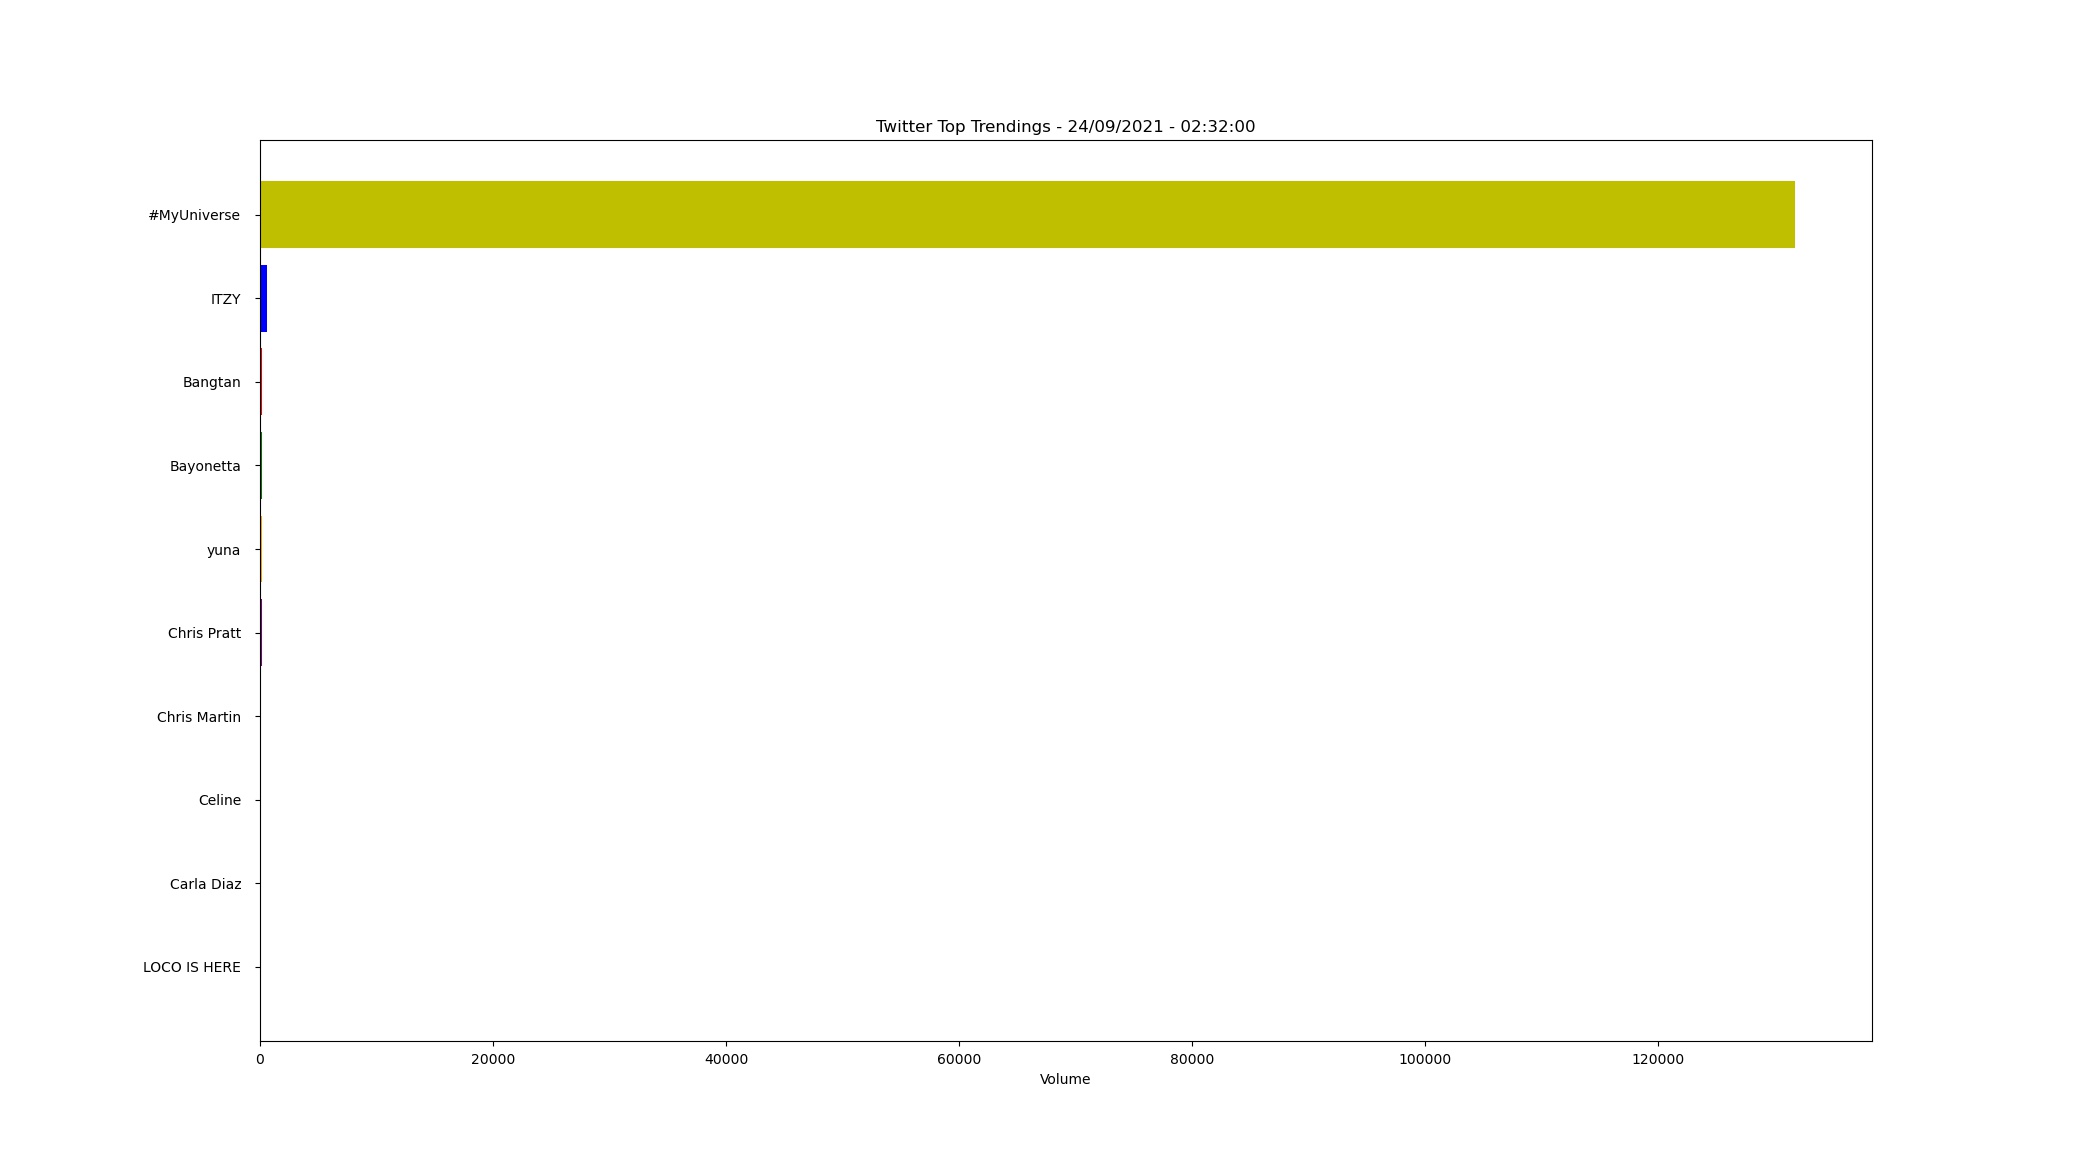 Twitter Top Trendings - 24/09/2021 - 02:32:00
#MyUniverse
ITZY
Bangtan
Bayonetta
yuna
Chris Pratt
Chris Martin
Celine
Carla Diaz
LOCO IS HERE
0 20000 40000 60000 80000 100000 120000
Volume